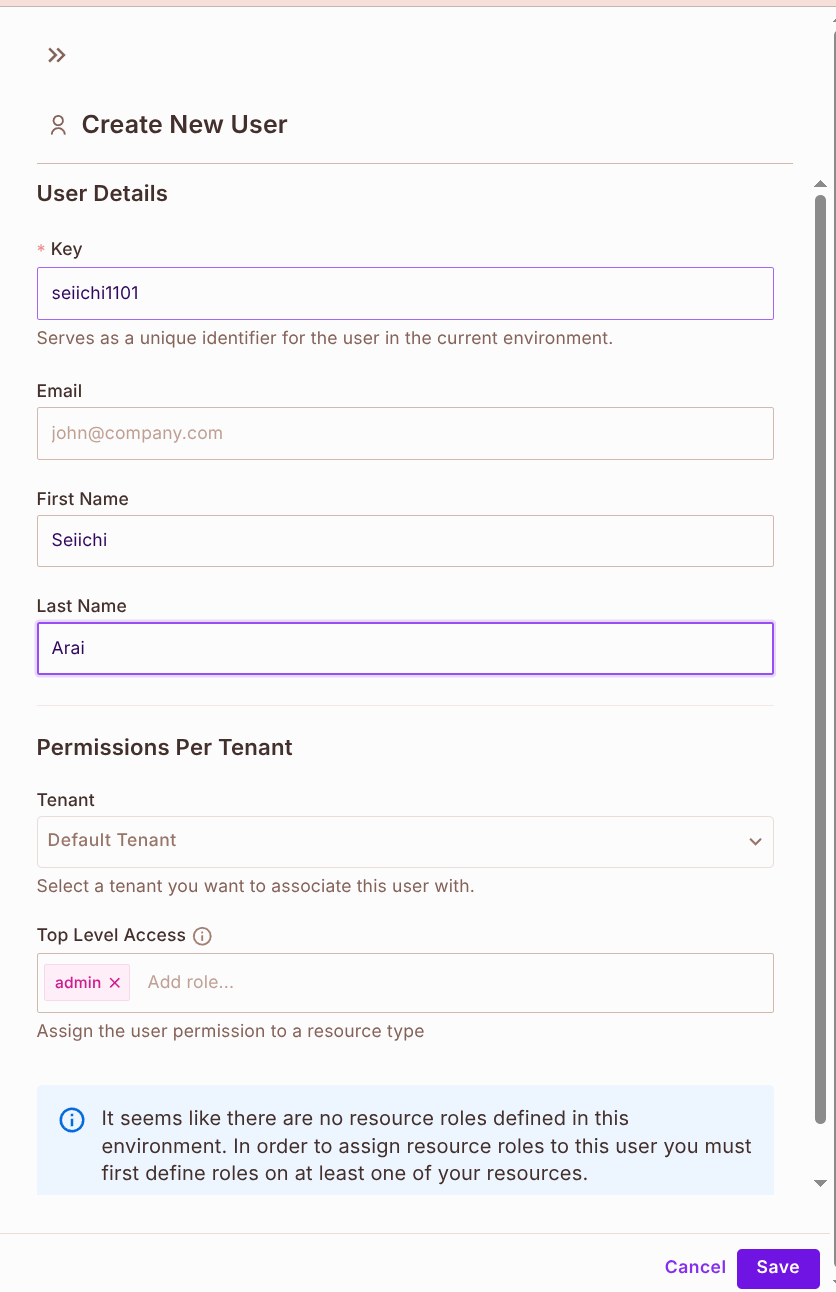 Create New User
User Details
* Key
seiichi1101
Serves as a unique identifier for the user in the current environment.
Email
john@company.com
First Name
Seiichi
Last Name
Arai
Permissions Per Tenant
Tenant
Default Tenant
Select a tenant you want to associate this user with.
Top Level Access
admin Add role...
Assign the user permission to a resource type
It seems like there are no resource roles defined in this
environment. In order to assign resource roles to this user you must
first define roles on at least one of your resources.
Cancel Save